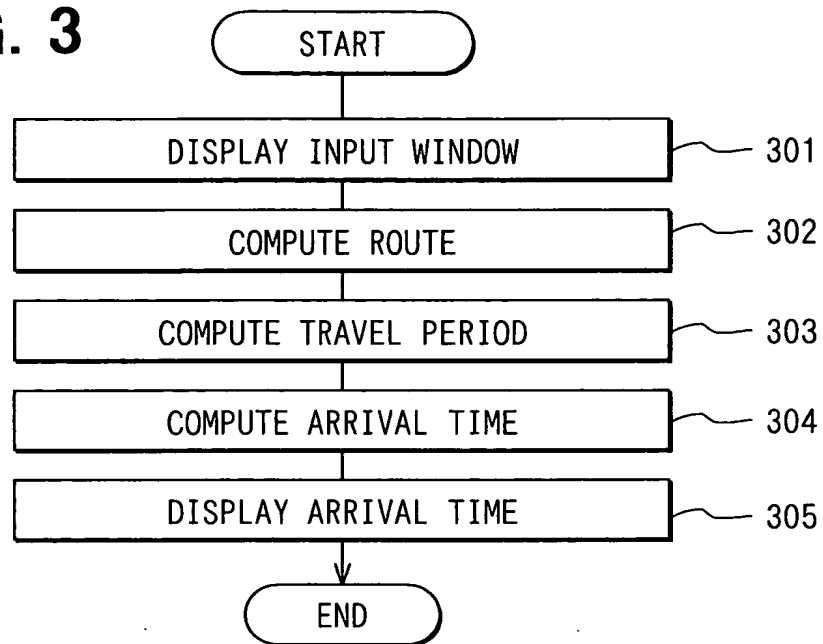 G. 3
START
DISPLAY INPUT WINDOW 301
COMPUTE ROUTE 302
COMPUTE TRAVEL PERIOD 303
COMPUTE ARRIVAL TIME 304
DISPLAY ARRIVAL TIME 305
END